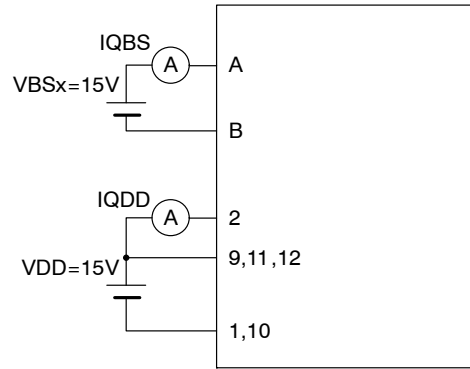 IQBS
A
A
VBSx=15V
B
IQDD
A
2
9,11,12
VDD=15V
1,10